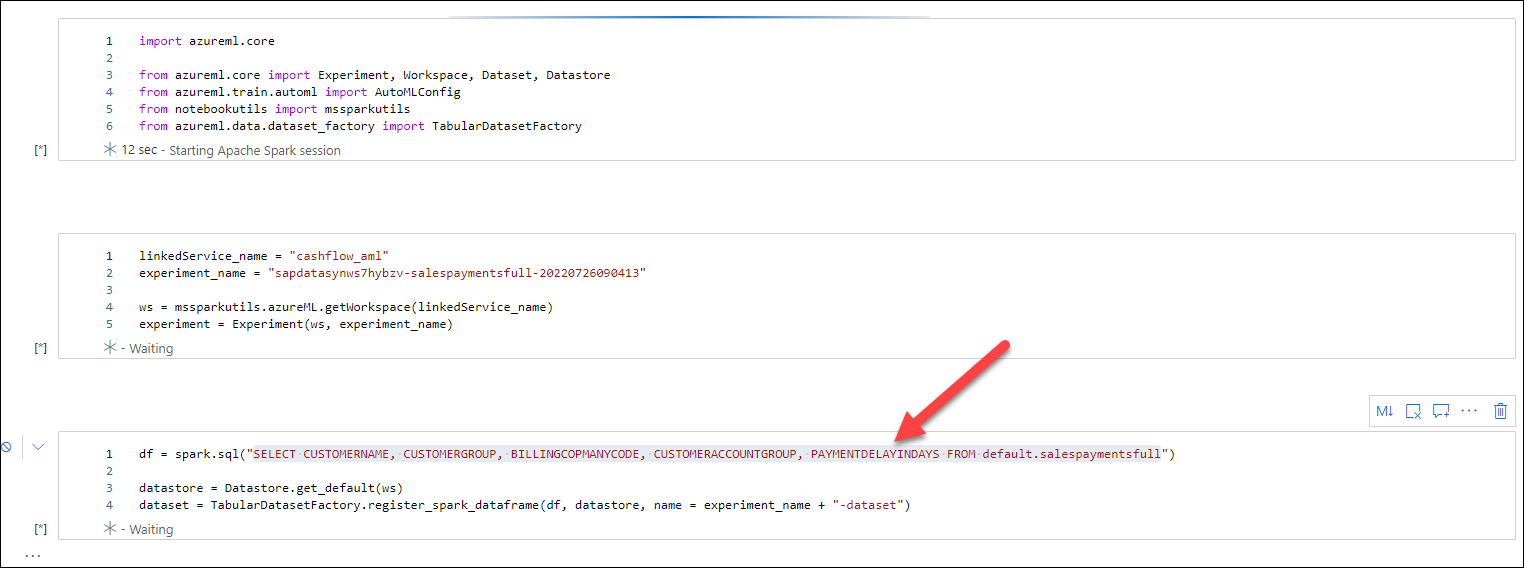 1 import azureml.core
2
3 from azureml.core import Experiment, Workspace, Dataset, Datastore
4 from azureml.train.automl import AutoMLConfig
5 from notebookutils import mssparkutils
6 from azureml.data.dataset_factory import TabularDatasetFactory
[*] 12 sec - Starting Apache Spark session
1 linkedService_name = "cashflow_aml"
2 experiment_name = "sapdatasynws7hybzv-salespaymentsfull-20220726090413"
3
4 ws = mssparkutils.azureML.getWorkspace(linkedService_name)
5 experiment = Experiment(ws, experiment_name)
[*] - Waiting
M↓ ...
1 df = spark.sql("SELECT CUSTOMERNAME, CUSTOMERGROUP, BILLINGCOPMANYCODE, CUSTOMERACCOUNTGROUP, PAYMENTDELAYINDAYS FROM default.salespaymentsfull")
2
3 datastore = Datastore.get_default(ws)
4 dataset = TabularDatasetFactory.register_spark_dataframe(df, datastore, name = experiment_name + "-dataset")
[*] - Waiting
...